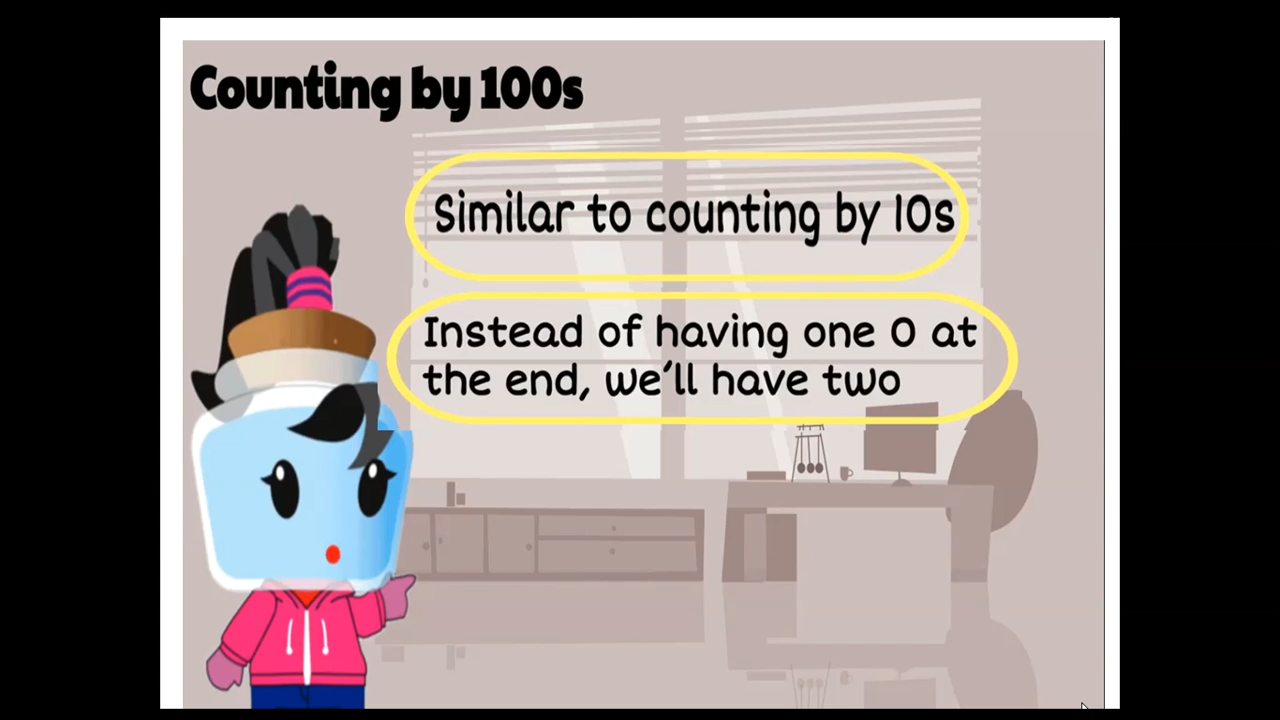 Counting by 100s
Similar to counting by 10s
Instead of having one 0 at
the end, we'll have two